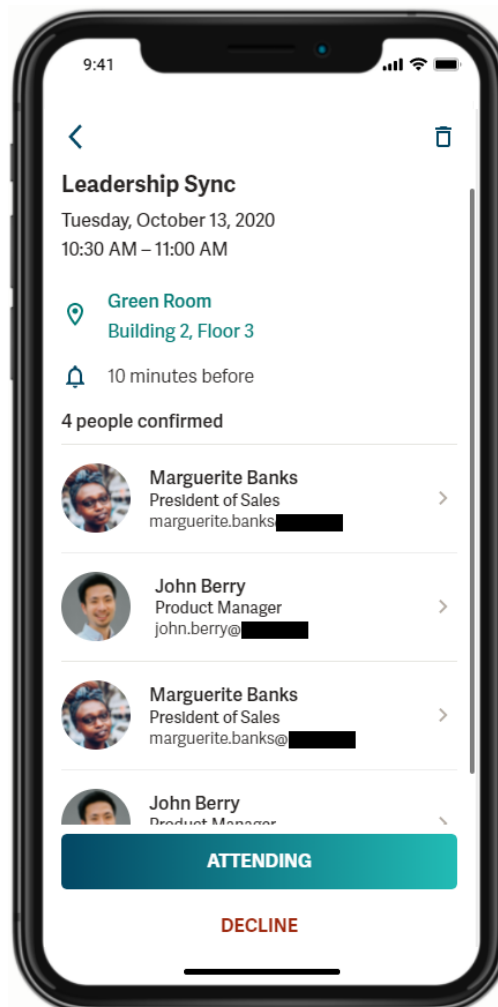 9:41
Leadership Sync
Tuesday, October 13, 2020
10:30 AM – 11:00 AM
Green Room
Building 2, Floor 3
10 minutes before
4 people confirmed
Marguerite Banks
President of Sales
marguerite.banks
John Berry
Product Manager
john.berry@
Marguerite Banks
President of Sales
marguerite.banks@
John Berry
Product Manager
ATTENDING
DECLINE